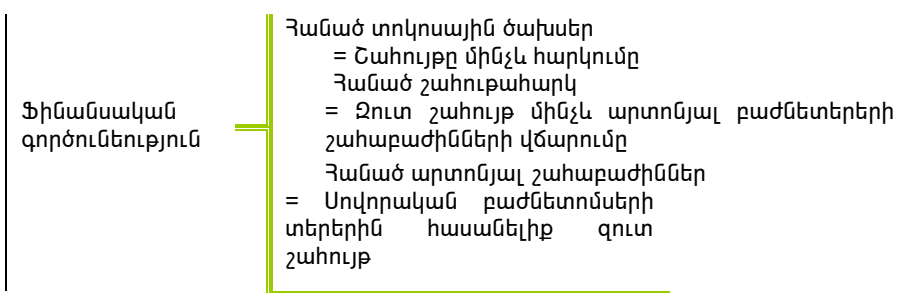 Ֆինանսական
գործունեություն
Հանած տոկոսային ծախսեր
= Շահույթը մինչև հարկումը
Հանած շահութահարկ
= Զուտ շահույթ մինչև արտոնյալ բաժնետերերի
շահաբաժինների վճարումը
Հանած արտոնյալ շահաբաժիններ
= Սովորական բաժնետոմսերի
տերերին հասանելիք զուտ
շահույթ